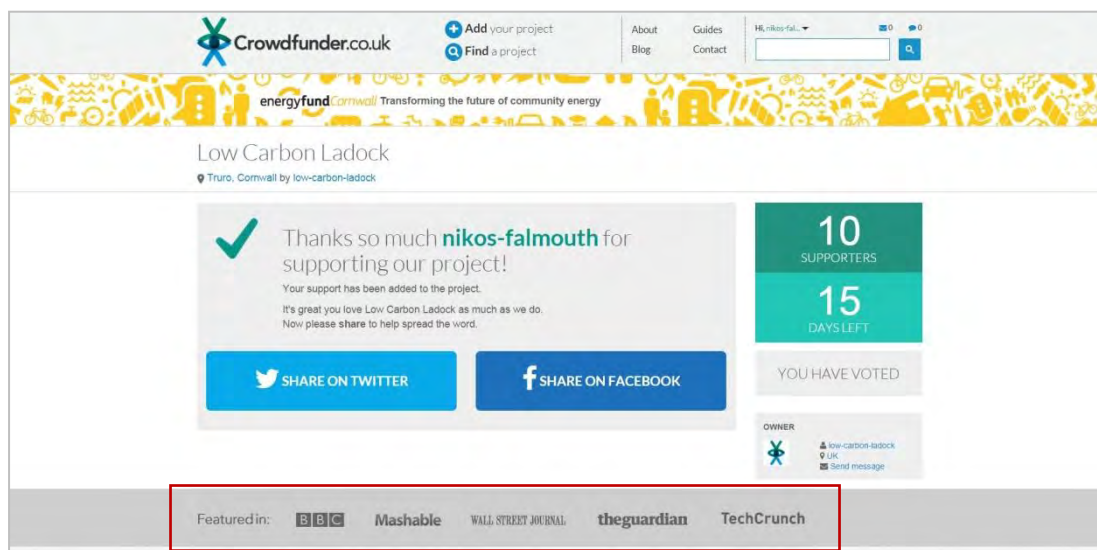 Crowdfunder.co.uk
Add your project
Find a project
About
Guides
Blog
Contact
Hi, nikos-fal...
0
0
energyfund Cornwall Transforming the future of community energy
Low Carbon Ladock
Truro, Cornwall by low-carbon-ladock
Thanks so much nikos-falmouth for
supporting our project!
Your support has been added to the project.
It's great you love Low Carbon Ladock as much as we do.
Now please share to help spread the word.
SHARE ON TWITTER
SHARE ON FACEBOOK
10
SUPPORTERS
15
DAYS LEFT
YOU HAVE VOTED
OWNER
low-carbon-ladock
UK
Send message
Featured in:
BBC
Mashable
WALL STREET JOURNAL
theguardian
TechCrunch